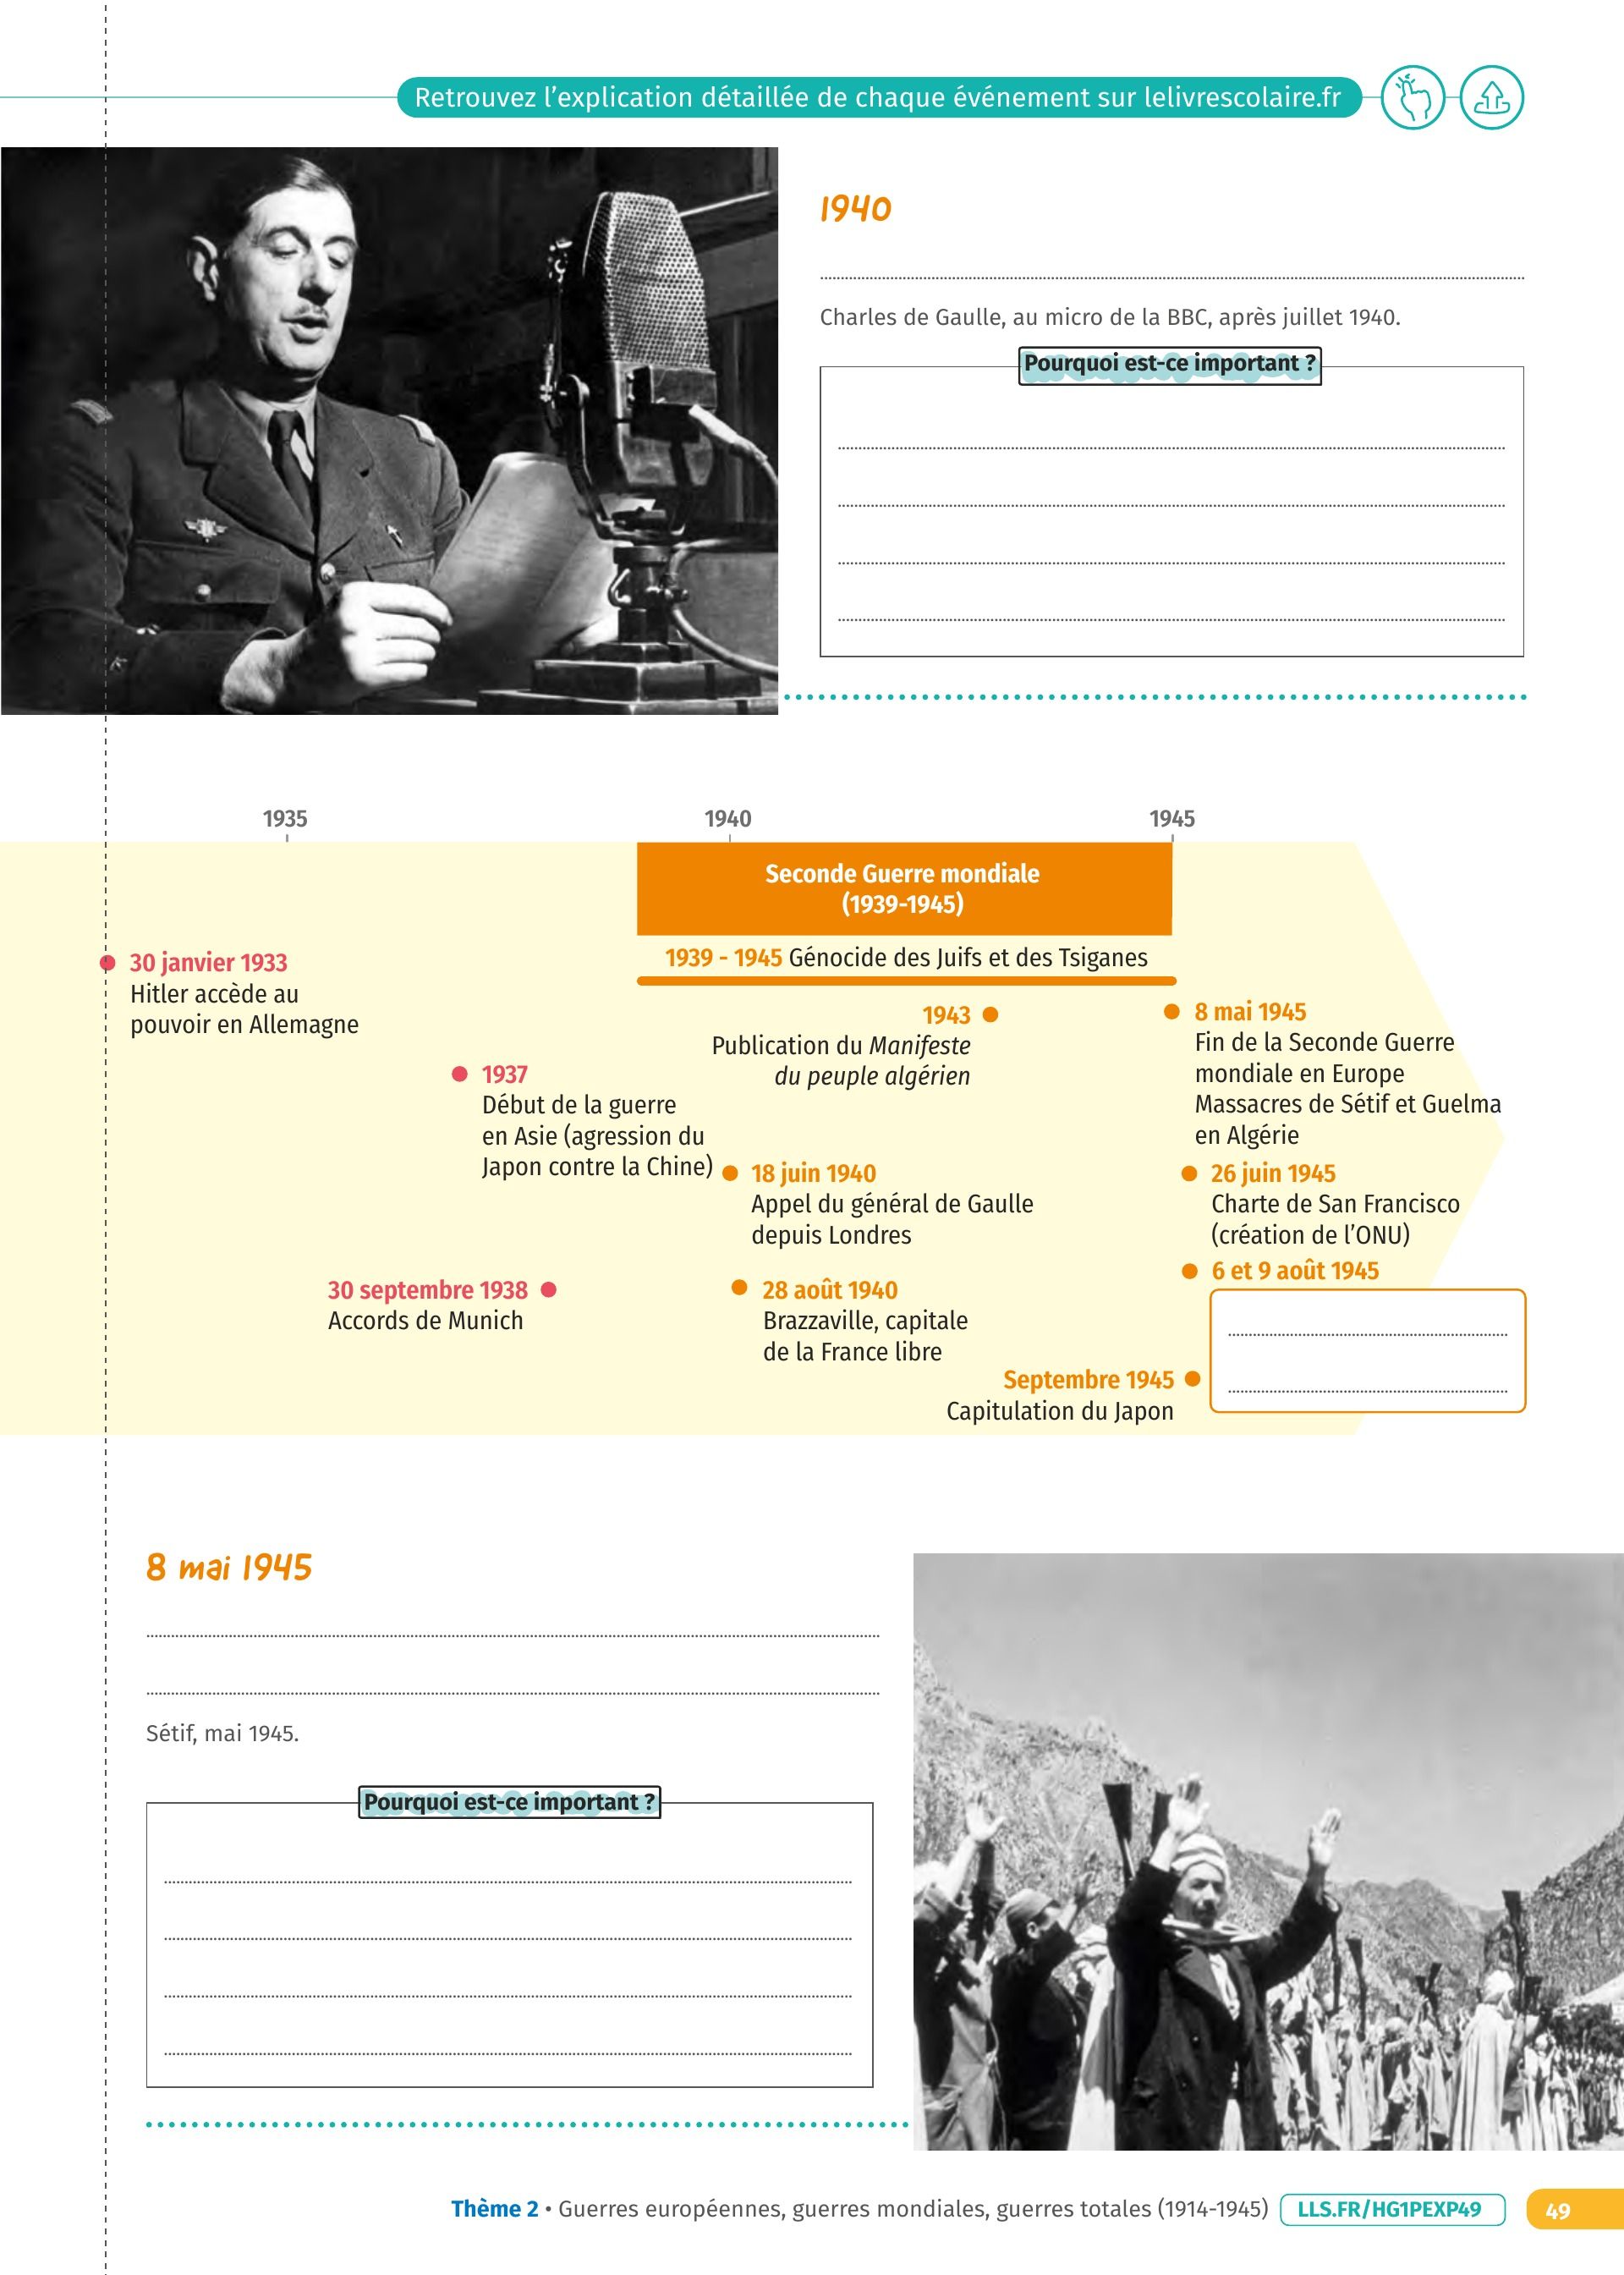 Retrouvez l’explication détaillée de chaque événement sur lelivrescolaire.fr
1940
Charles de Gaulle, au micro de la BBC, après juillet 1940.
Pourquoi est-ce important ?
1935
1940
1945
Seconde Guerre mondiale
(1939-1945)
1939 - 1945 Génocide des Juifs et des Tsiganes
30 janvier 1933
Hitler accède au
pouvoir en Allemagne
1937
Début de la guerre
en Asie (agression du
Japon contre la Chine)
30 septembre 1938
Accords de Munich
1943
Publication du Manifeste
du peuple algérien
18 juin 1940
Appel du général de Gaulle
depuis Londres
28 août 1940
Brazzaville, capitale
de la France libre
8 mai 1945
Fin de la Seconde Guerre
mondiale en Europe
Massacres de Sétif et Guelma
en Algérie
26 juin 1945
Charte de San Francisco
(création de l’ONU)
6 et 9 août 1945
Septembre 1945
Capitulation du Japon
8 mai 1945
Sétif, mai 1945.
Pourquoi est-ce important ?
Thème 2 • Guerres européennes, guerres mondiales, guerres totales (1914-1945)
LLS.FR/HG1PEXP49
49